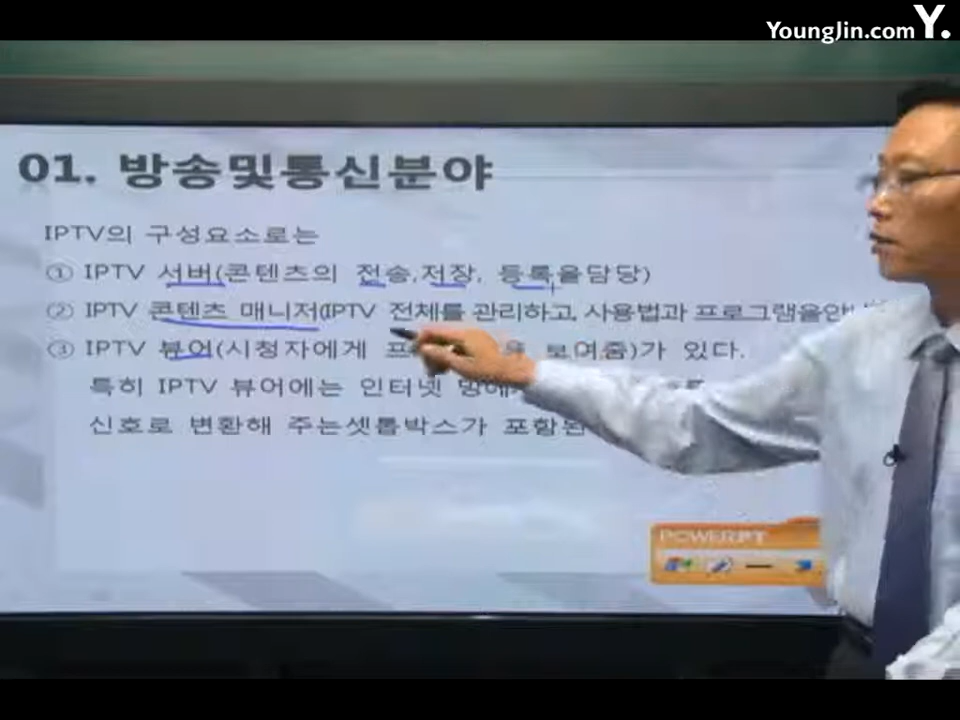 YoungJin.com Y.
01. 방송및통신분야
IPTV의 구성요소로는
① IPTV 서버(콘텐츠의 전송,저장, 등록을담당)
② IPTV 콘텐츠 매니저(IPTV 전체를 관리하고, 사용법과 프로그램을안
③ IPTV 뷰어(시청자에게 보여줌)가 있다.
특히 IPTV 뷰어에는 인터넷
신호로 변환해 주는셋톱박스가 포함된
POWERPT